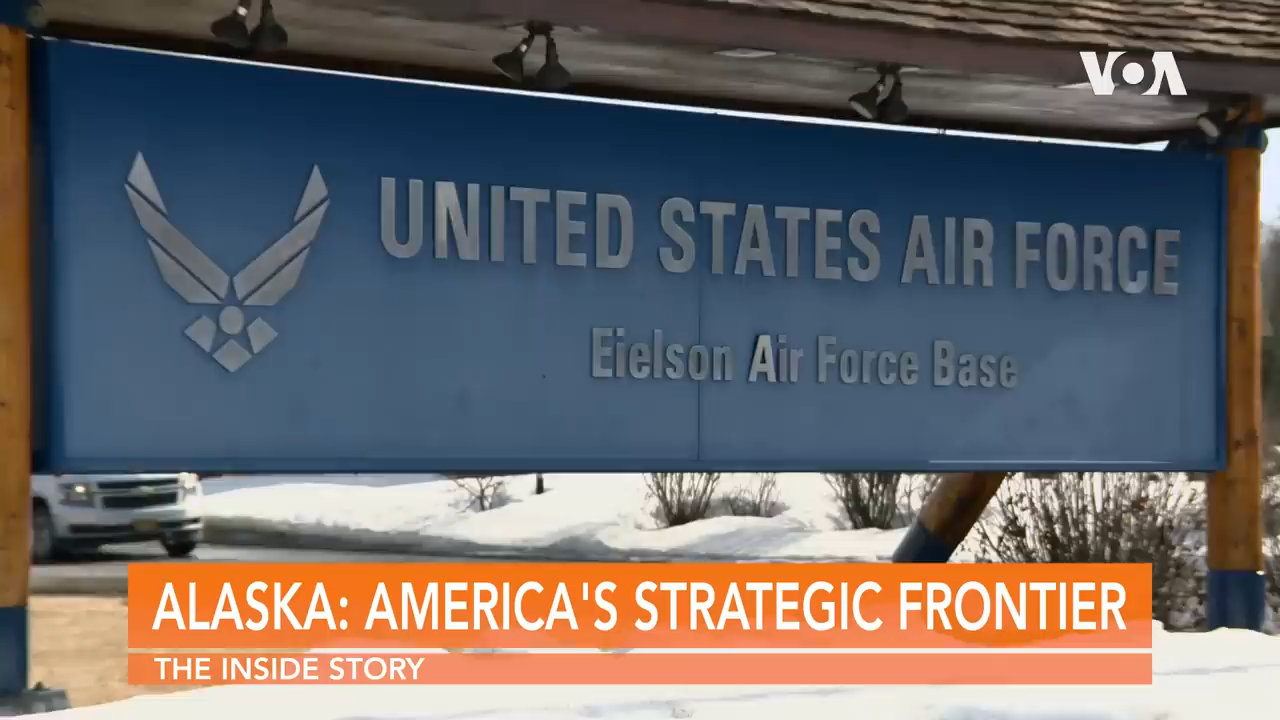 VOA
UNITED STATES AIR FORCE
Eielson Air Force Base
ALASKA: AMERICA'S STRATEGIC FRONTIER
THE INSIDE STORY